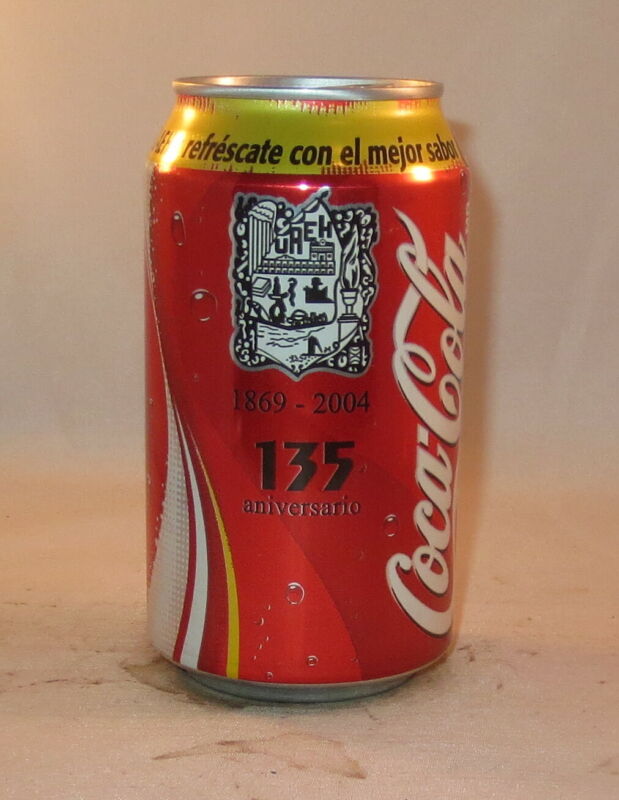 refréscate con el mejor sabor
UAEH
1869 - 2004
135
aniversario
Coca-Cola